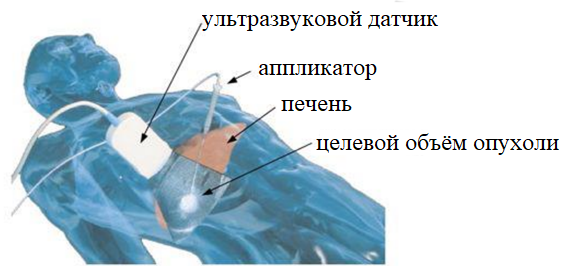 ультразвуковой датчик
аппликатор
печень
целевой объём опухоли